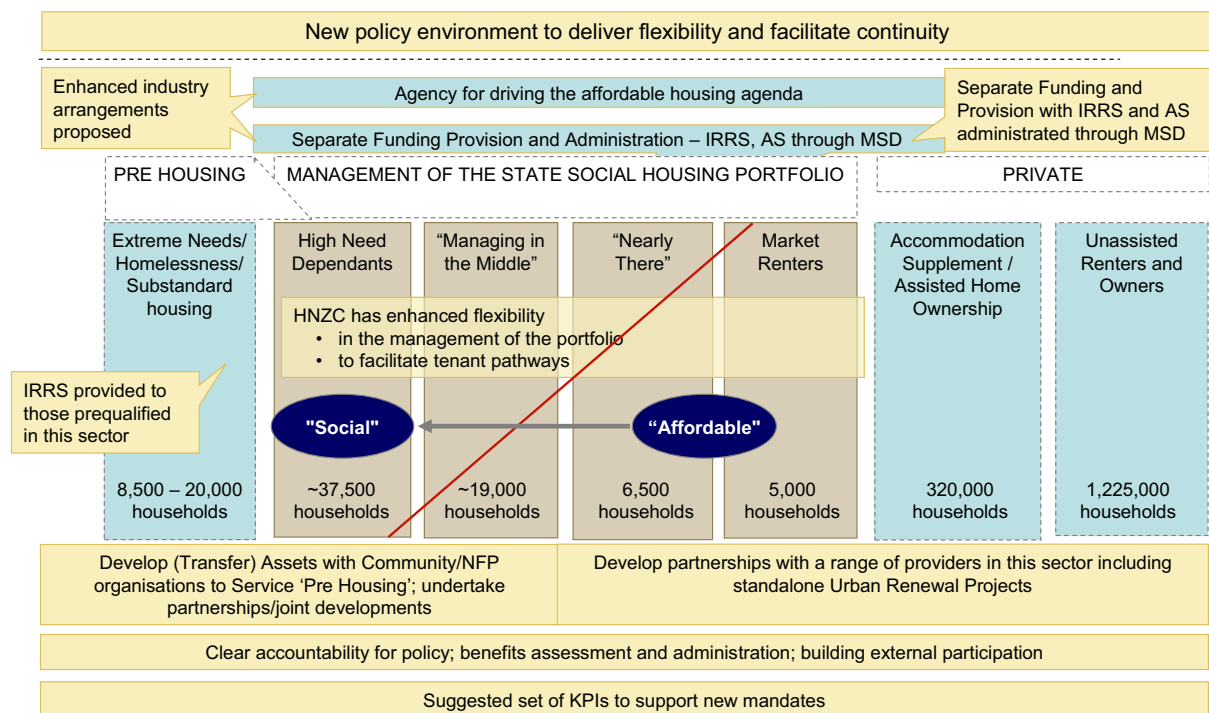 New policy environment to deliver flexibility and facilitate continuity
Enhanced industry
arrangements
proposed
Agency for driving the affordable housing agenda
Separate Funding Provision and Administration – IRRS, AS through MSD
Separate Funding and
Provision with IRRS and AS
administrated through MSD
PRE HOUSING
MANAGEMENT OF THE STATE SOCIAL HOUSING PORTFOLIO
PRIVATE
Extreme Needs/
Homelessness/
Substandard
housing
High Need
Dependants
“Managing in
the Middle”
“Nearly
There”
Market
Renters
Accommodation
Supplement /
Assisted Home
Ownership
Unassisted
Renters and
Owners
HNZC has enhanced flexibility
• in the management of the portfolio
• to facilitate tenant pathways
IRRS provided to
those prequalified
in this sector
"Social"
“Affordable"
8,500 – 20,000
households
~37,500
households
~19,000
households
6,500
households
5,000
households
320,000
households
1,225,000
households
Develop (Transfer) Assets with Community/NFP
organisations to Service ‘Pre Housing’; undertake
partnerships/joint developments
Develop partnerships with a range of providers in this sector including
standalone Urban Renewal Projects
Clear accountability for policy; benefits assessment and administration; building external participation
Suggested set of KPIs to support new mandates